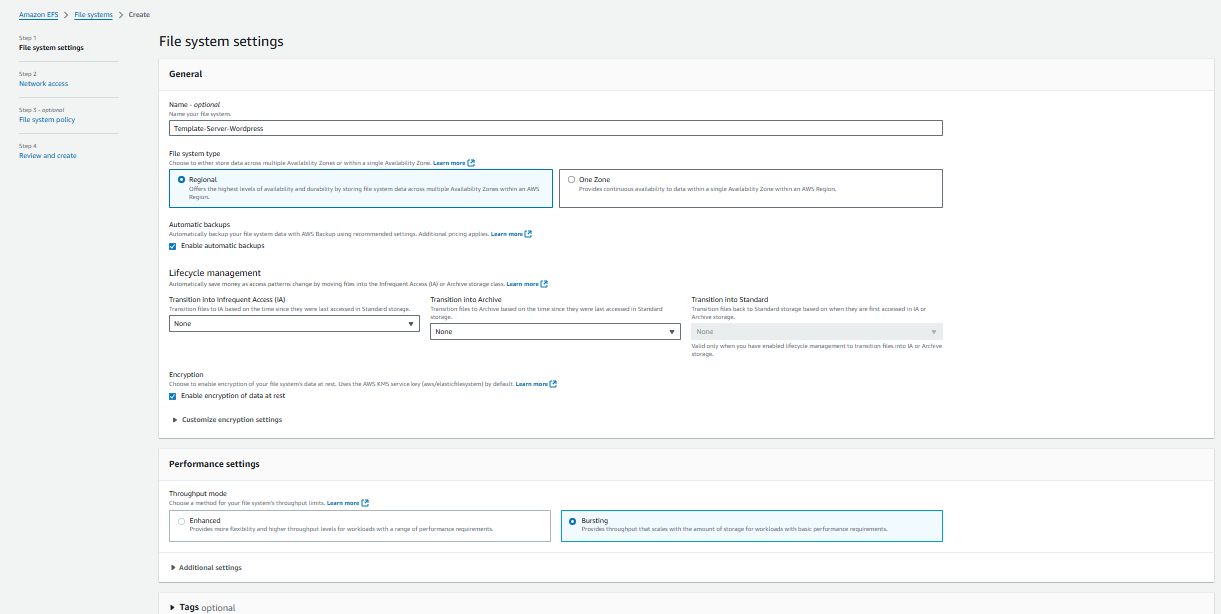 Amazon EFS > File systems > Create
Step 1
File system settings
Step 2
Network access
Step 3 - optional
File system policy
Step 4
Review and create
File system settings
General
Name - optional
Name your file system.
Template-Server-Wordpress
File system type
Choose to either store data across multiple Availability Zones or within a single Availability Zone. Learn more
Regional
Offers the highest levels of availability and durability by storing file system data across multiple Availability Zones within an AWS
Region.
One Zone
Provides continuous availability to data within a single Availability Zone within an AWS Region.
Automatic backups
Automatically backup your file system data with AWS Backup using recommended settings. Additional pricing applies. Learn more
Enable automatic backups
Lifecycle management
Automatically save money as access patterns change by moving files into the Infrequent Access (IA) or Archive storage class. Learn more
Transition into Infrequent Access (IA)
Transition files to IA based on the time since they were last accessed in Standard storage.
None
Transition into Archive
Transition files to Archive based on the time since they were last accessed in Standard
storage.
None
Transition into Standard
Transition files back to Standard storage based on when they are first accessed in IA or
Archive storage.
None
Valid only when you have enabled lifecycle management to transition files into IA or Archive
storage.
Encryption
Choose to enable encryption of your file system's data at rest. Uses the AWS KMS service key (aws/elasticfilesystem) by default. Learn more
Enable encryption of data at rest
Customize encryption settings
Performance settings
Throughput mode
Choose a method for your file system's throughput limits. Learn more
Enhanced
Provides more flexibility and higher throughput levels for workloads with a range of performance requirements.
Bursting
Provides throughput that scales with the amount of storage for workloads with basic performance requirements.
Additional settings
Tags optional